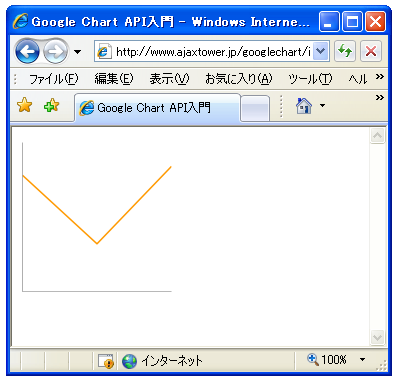 Google Chart API入門 - Windows Interne...
http://www.ajaxtower.jp/googlechart/i
ファイル(F) 編集(E) 表示(V) お気に入り(A) ツール(T) ヘル »
Google Chart API入門 »
インターネット 100%